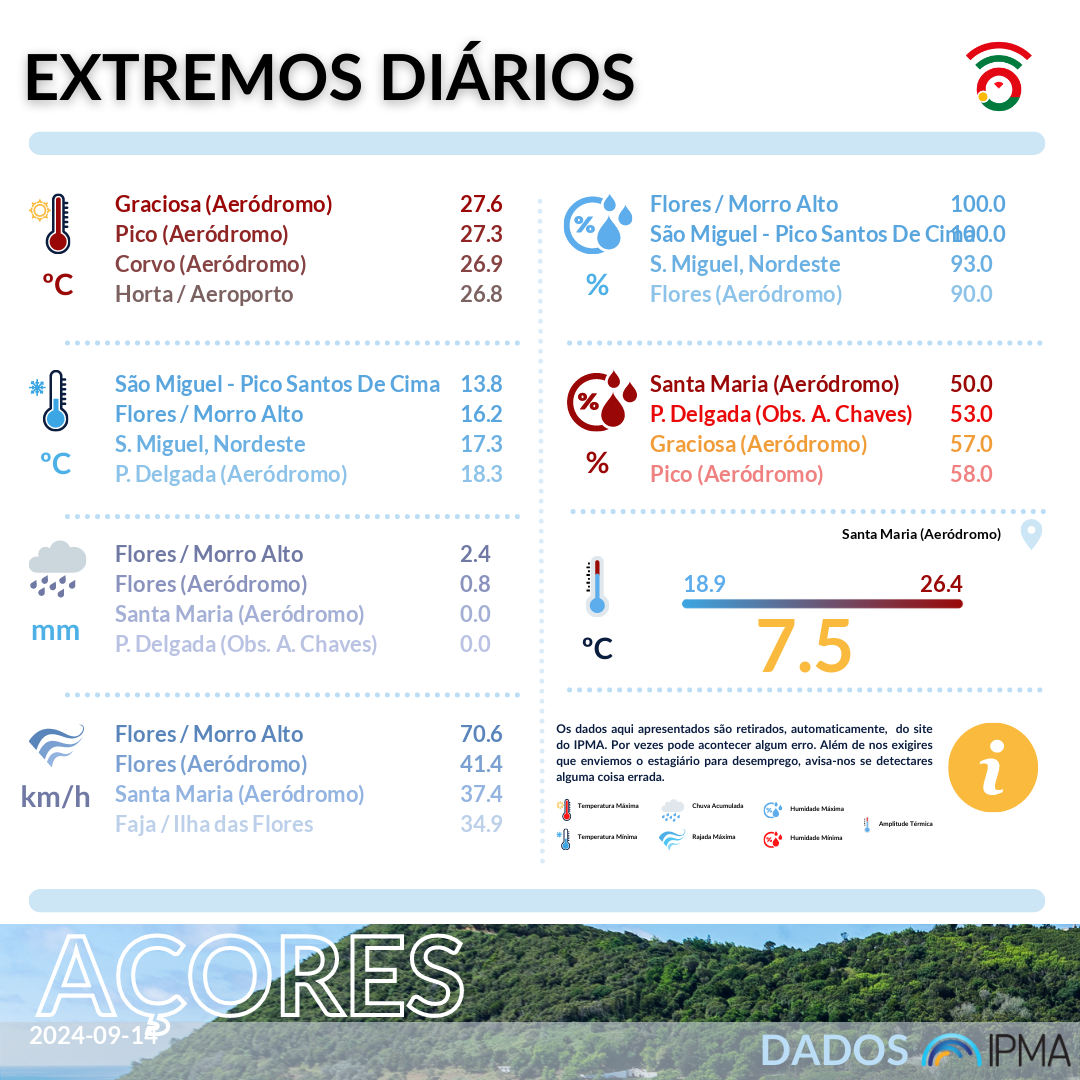 EXTREMOS DIÁRIOS
Graciosa (Aeródromo) 27.6
Pico (Aeródromo) 27.3
Corvo (Aeródromo) 26.9
Horta / Aeroporto 26.8
ºC
São Miguel - Pico Santos De Cima 13.8
Flores / Morro Alto 16.2
S. Miguel, Nordeste 17.3
P. Delgada (Aeródromo) 18.3
ºC
Flores / Morro Alto 2.4
Flores (Aeródromo) 0.8
Santa Maria (Aeródromo) 0.0
P. Delgada (Obs. A. Chaves) 0.0
mm
Flores / Morro Alto 70.6
Flores (Aeródromo) 41.4
Santa Maria (Aeródromo) 37.4
Faja / Ilha das Flores 34.9
km/h
%
Flores / Morro Alto 100.0
São Miguel - Pico Santos De Cima 100.0
S. Miguel, Nordeste 93.0
Flores (Aeródromo) 90.0
%
%
Santa Maria (Aeródromo) 50.0
P. Delgada (Obs. A. Chaves) 53.0
Graciosa (Aeródromo) 57.0
Pico (Aeródromo) 58.0
%
Santa Maria (Aeródromo)
18.9 26.4
7.5
ºC
Os dados aqui apresentados são retirados, automaticamente, do site
do IPMA. Por vezes pode acontecer algum erro. Além de nos exigires
que enviemos o estagiário para desemprego, avisa-nos se detectares
alguma coisa errada.
i
Temperatura Máxima Chuva Acumulada Humidade Máxima
Amplitude Térmica
Temperatura Mínima Rajada Máxima Humidade Mínima
AÇORES
2024-09-14
DADOS IPMA